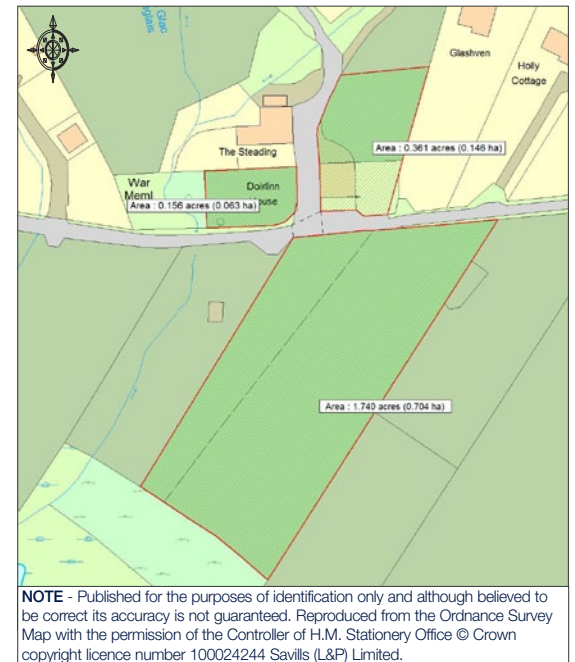 Glac
Glashven
Holly
Cottage
The Steading
Area : 0.361 acres (0.146 ha)
War
Meml
Doirlinn
Area : 0.156 acres (0.063 ha)
Area : 1.740 acres (0.704 ha)
NOTE - Published for the purposes of identification only and although believed to
be correct its accuracy is not guaranteed. Reproduced from the Ordnance Survey
Map with the permission of the Controller of H.M. Stationery Office © Crown
copyright licence number 100024244 Savills (L&P) Limited.